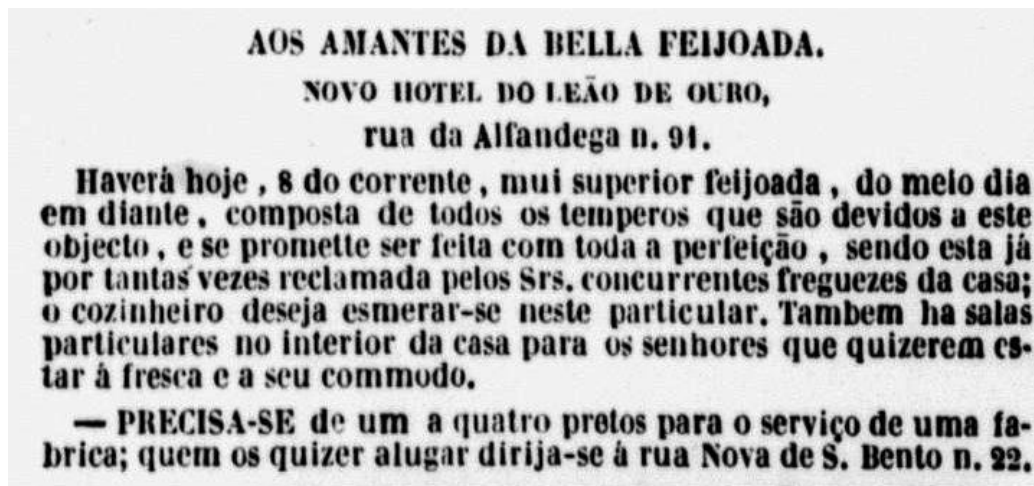 AOS AMANTES DA BELLA FEIJOADA.
NOVO HOTEL DO LEÃO DE OURO,
rua da Alfandega n. 91.
Haverá hoje, 8 do corrente, mui superior feijoada, do meio dia
em diante, composta de todos os temperos que são devidos a este
objecto, e se promette ser feita com toda a perfeição, sendo esta já
por tantas vezes reclamada pelos Srs. concurrentes freguezes da casa;
o cozinheiro deseja esmerar-se neste particular. Tambem ha salas
particulares no interior da casa para os senhores que quizerem es-
tar á fresca e a seu commodo.
— PRECISA-SE de um a quatro pretos para o serviço de uma fa-
brica; quem os quizer alugar dirija-se á rua Nova de S. Bento n. 22.